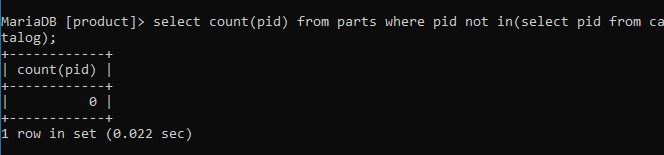 MariaDB [product]> select count(pid) from parts where pid not in(select pid from ca
talog);
+------------+
| count(pid) |
+------------+
|          0 |
+------------+
1 row in set (0.022 sec)